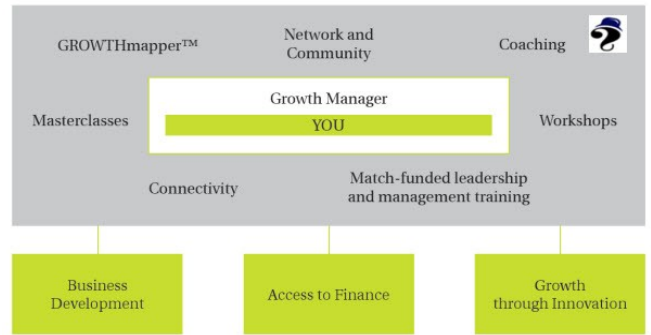 GROWTHmapper™
Network and
Community
Coaching
Masterclasses
Growth Manager
YOU
Workshops
Connectivity
Match-funded leadership
and management training
Business
Development
Access to Finance
Growth
through Innovation